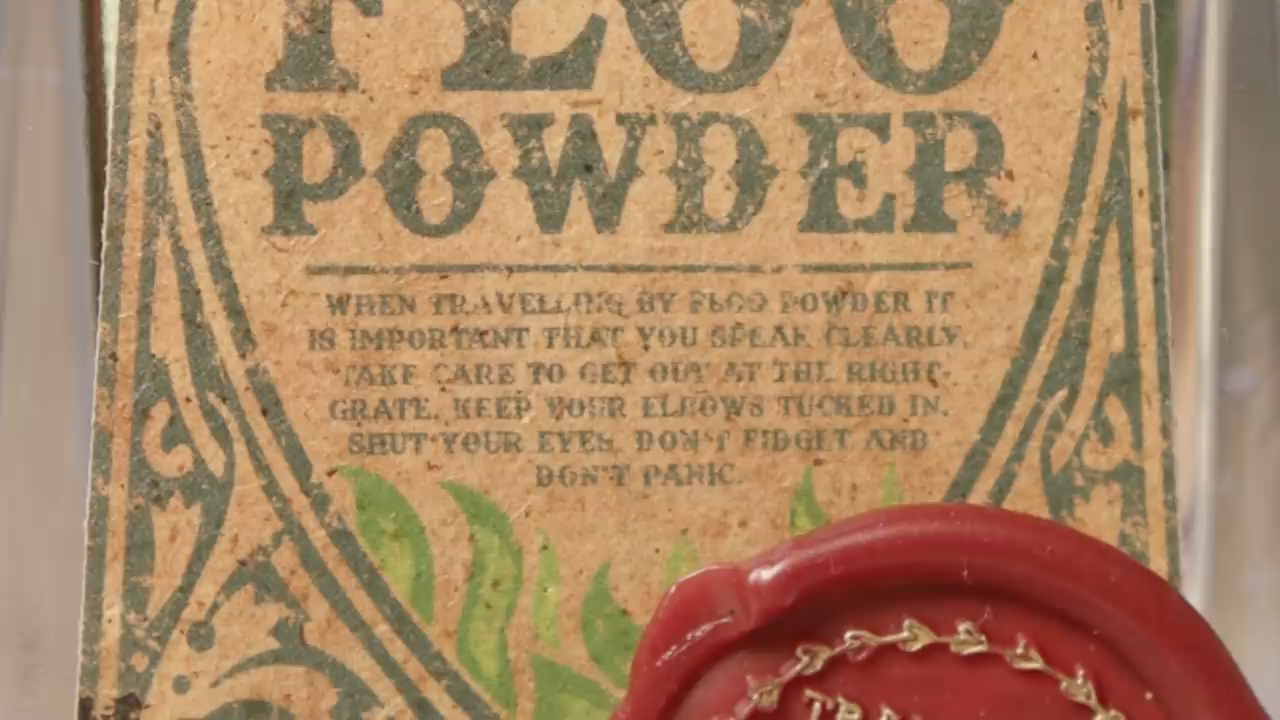 FLOO
POWDER
WHEN TRAVELLING BY FLOO POWDER IT
IS IMPORTANT THAT YOU SPEAK CLEARLY.
TAKE CARE TO GET OUT AT THE RIGHT
GRATE. KEEP YOUR ELBOWS TUCKED IN.
SHUT YOUR EYES. DON'T FIDGET AND
DON'T PANIC.